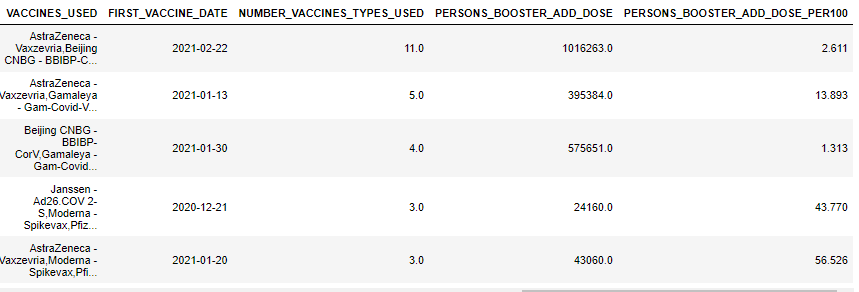 VACCINES_USED FIRST_VACCINE_DATE NUMBER_VACCINES_TYPES_USED PERSONS_BOOSTER_ADD_DOSE PERSONS_BOOSTER_ADD_DOSE_PER100
AstraZeneca -
Vaxzevria,Beijing
CNBG - BBIBP-C...
2021-02-22 11.0 1016263.0 2.611
AstraZeneca -
Vaxzevria,Gamaleya
- Gam-Covid-V...
2021-01-13 5.0 395384.0 13.893
Beijing CNBG -
BBIBP-
CorV,Gamaleya -
Gam-Covid...
2021-01-30 4.0 575651.0 1.313
Janssen -
Ad26.COV 2-
S,Moderna -
Spikevax,Pfiz...
2020-12-21 3.0 24160.0 43.770
AstraZeneca -
Vaxzevria,Moderna -
Spikevax,Pfi...
2021-01-20 3.0 43060.0 56.526